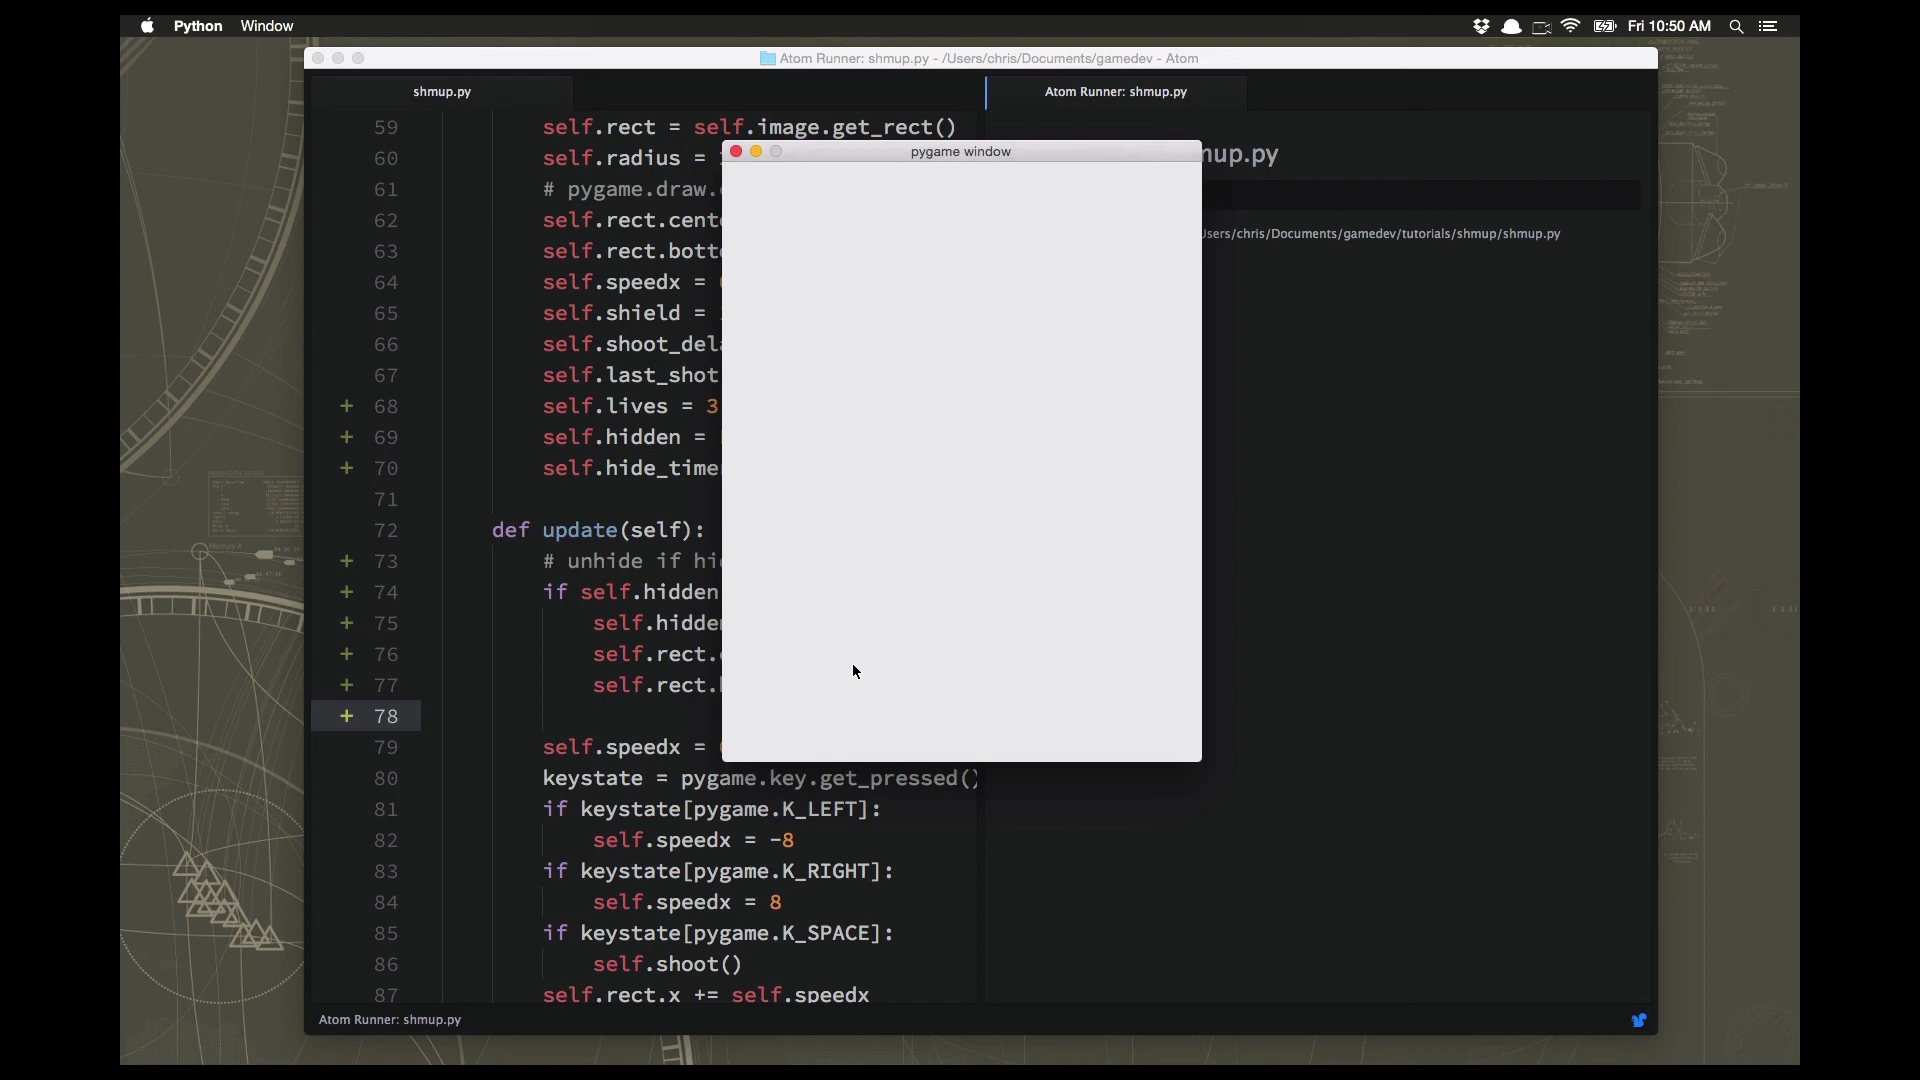 Python Window Fri 10:50 AM
Atom Runner: shmup.py - /Users/chris/Documents/gamedev - Atom
shmup.py
Atom Runner: shmup.py
59 self.rect = self.image.get_rect()
60 self.radius =
61 # pygame.draw.
62 self.rect.cent
63 self.rect.bott
64 self.speedx =
65 self.shield =
66 self.shoot_del
67 self.last_shot
+ 68 self.lives = 3
+ 69 self.hidden =
+ 70 self.hide_time
71
72 def update(self):
+ 73 # unhide if hi
+ 74 if self.hidden
+ 75 self.hidde
+ 76 self.rect.
+ 77 self.rect.
+ 78
79 self.speedx =
80 keystate = pygame.key.get_pressed()
81 if keystate[pygame.K_LEFT]:
82 self.speedx = -8
83 if keystate[pygame.K_RIGHT]:
84 self.speedx = 8
85 if keystate[pygame.K_SPACE]:
86 self.shoot()
87 self.rect.x += self.speedx
pygame window
mup.py
Users/chris/Documents/gamedev/tutorials/shmup/shmup.py
Atom Runner: shmup.py